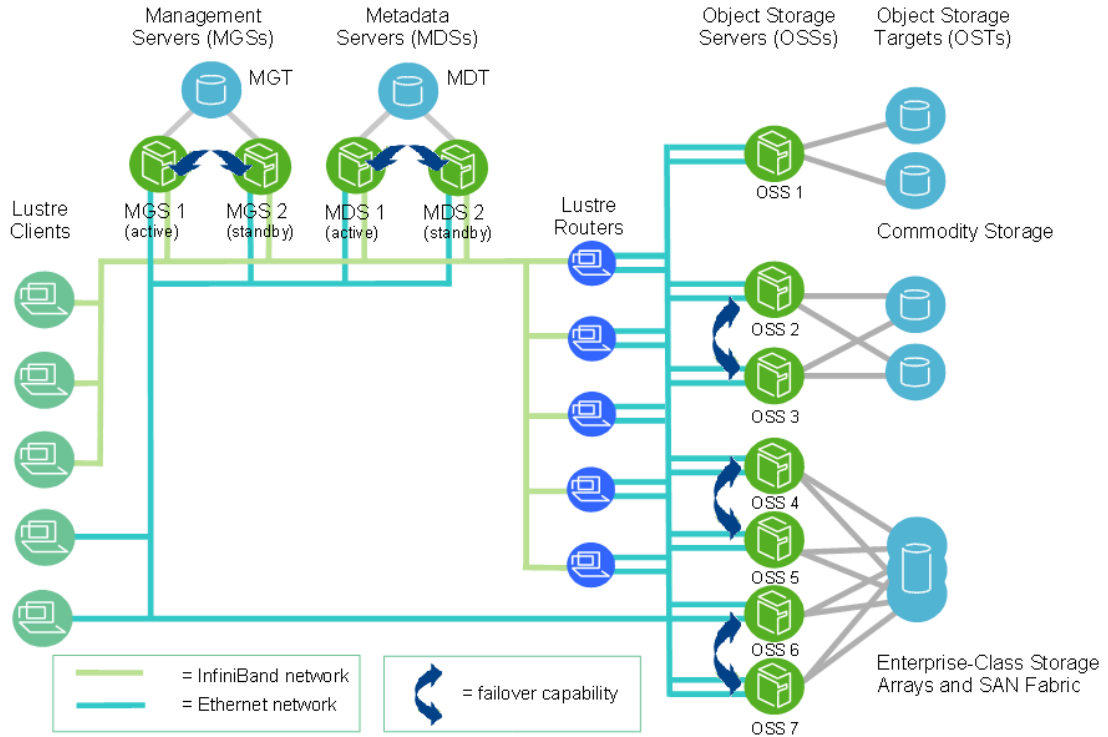 Management
Servers (MGSs)
Metadata
Servers (MDSs)
Object Storage
Servers (OSSs)
Object Storage
Targets (OSTs)
MGT
MDT
OSS 1
Lustre
Clients
MGS 1
(active)
MGS 2
(standby)
MDS 1
(active)
MDS 2
(standby)
Lustre
Routers
Commodity Storage
OSS 2
OSS 3
OSS 4
OSS 5
OSS 6
OSS 7
Enterprise-Class Storage
Arrays and SAN Fabric
= InfiniBand network
= Ethernet network
= failover capability